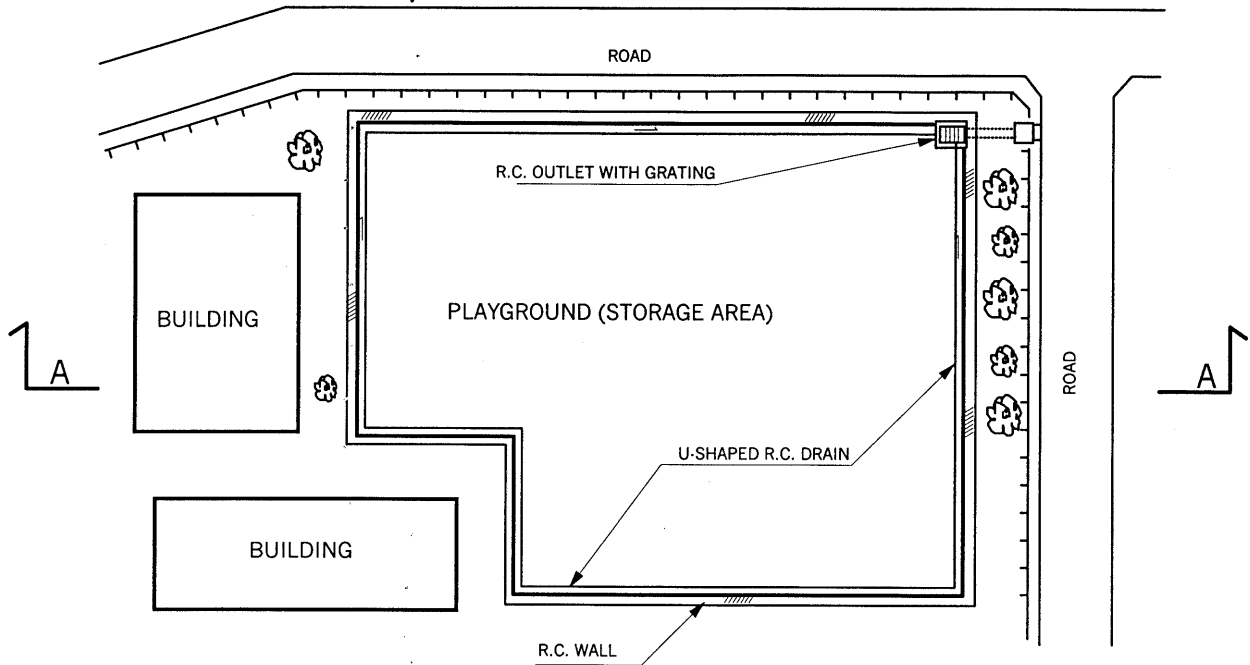 ROAD
R.C. OUTLET WITH GRATING
BUILDING
PLAYGROUND (STORAGE AREA)
A
A
ROAD
U-SHAPED R.C. DRAIN
BUILDING
R.C. WALL